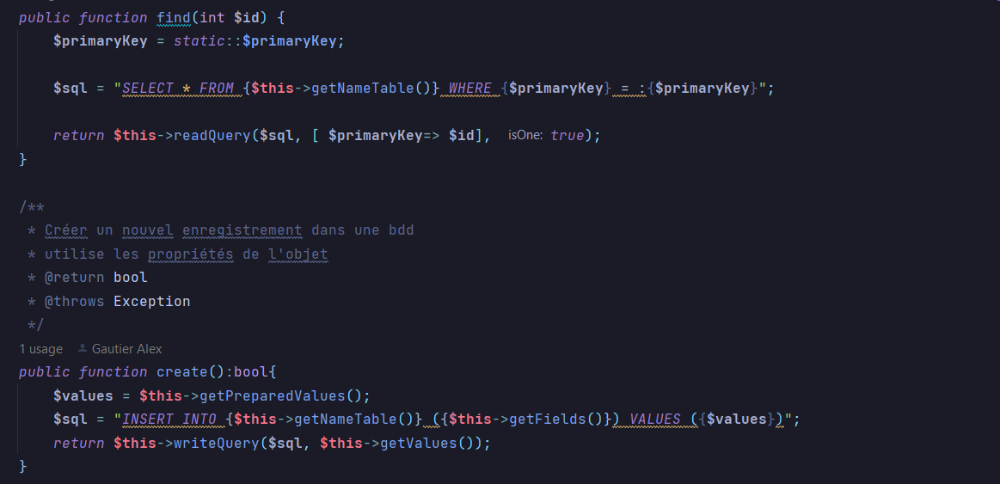 public function find(int $id) {
$primaryKey = static::$primaryKey;
$sql = "SELECT * FROM {$this->getNameTable()} WHERE {$primaryKey} = :{$primaryKey}";
return $this->readQuery($sql, [ $primaryKey=> $id], isOne: true);
}
/**
* Créer un nouvel enregistrement dans une bdd
* utilise les propriétés de l'objet
* @return bool
* @throws Exception
*/
1 usage Gautier Alex
public function create():bool{
$values = $this->getPreparedValues();
$sql = "INSERT INTO {$this->getNameTable()} ({$this->getFields()}) VALUES ({$values})";
return $this->writeQuery($sql, $this->getValues());
}